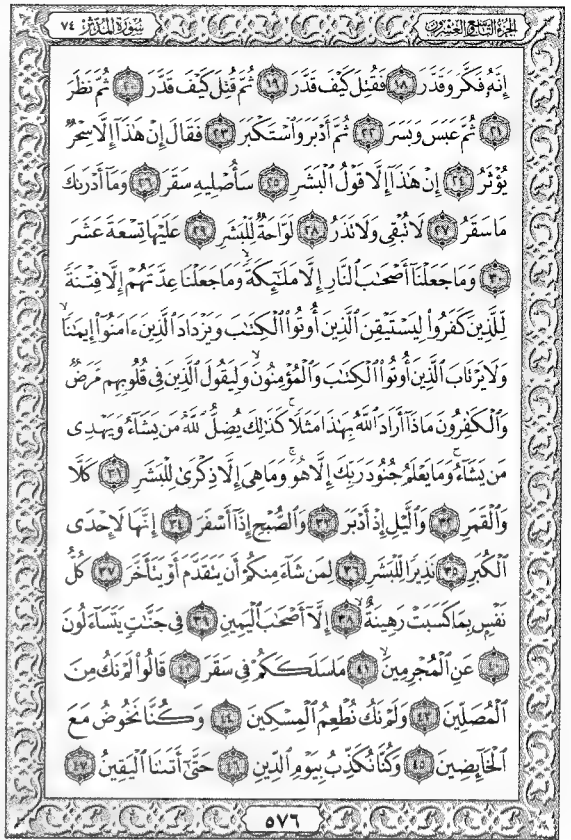 الجزء التاسع والعشرون
سورة المدثر ٧٤
إِنَّهُۥ فَكَّرَ وَقَدَّرَ ١٨ فَقُتِلَ كَيۡفَ قَدَّرَ ١٩ ثُمَّ قُتِلَ كَيۡفَ قَدَّرَ ٢٠ ثُمَّ نَظَرَ
٢١ ثُمَّ عَبَسَ وَبَسَرَ ٢٢ ثُمَّ أَدۡبَرَ وَٱسۡتَكۡبَرَ ٢٣ فَقَالَ إِنۡ هَٰذَآ إِلَّا سِحۡرٞ
يُؤۡثَرُ ٢٤ إِنۡ هَٰذَآ إِلَّا قَوۡلُ ٱلۡبَشَرِ ٢٥ سَأُصۡلِيهِ سَقَرَ ٢٦ وَمَآ أَدۡرَىٰكَ
مَا سَقَرُ ٢٧ لَا تُبۡقِي وَلَا تَذَرُ ٢٨ لَوَّاحَةٞ لِّلۡبَشَرِ ٢٩ عَلَيۡهَا تِسۡعَةَ عَشَرَ
٣٠ وَمَا جَعَلۡنَآ أَصۡحَٰبَ ٱلنَّارِ إِلَّا مَلَٰٓئِكَةٗۖ وَمَا جَعَلۡنَا عِدَّتَهُمۡ إِلَّا فِتۡنَةٗ
لِّلَّذِينَ كَفَرُواْ لِيَسۡتَيۡقِنَ ٱلَّذِينَ أُوتُواْ ٱلۡكِتَٰبَ وَيَزۡدَادَ ٱلَّذِينَ ءَامَنُوٓاْ إِيمَٰنٗاۙ
وَلَا يَرۡتَابَ ٱلَّذِينَ أُوتُواْ ٱلۡكِتَٰبَ وَٱلۡمُؤۡمِنُونَۙ وَلِيَقُولَ ٱلَّذِينَ فِي قُلُوبِهِم مَّرَضٞ
وَٱلۡكَٰفِرُونَ مَاذَآ أَرَادَ ٱللَّهُ بِهَٰذَا مَثَلٗاۚ كَذَٰلِكَ يُضِلُّ ٱللَّهُ مَن يَشَآءُ وَيَهۡدِي
مَن يَشَآءُۚ وَمَا يَعۡلَمُ جُنُودَ رَبِّكَ إِلَّا هُوَۚ وَمَا هِيَ إِلَّا ذِكۡرَىٰ لِلۡبَشَرِ ٣١ كَلَّا
وَٱلۡقَمَرِ ٣٢ وَٱلَّيۡلِ إِذۡ أَدۡبَرَ ٣٣ وَٱلصُّبۡحِ إِذَآ أَسۡفَرَ ٣٤ إِنَّهَا لَإِحۡدَى
ٱلۡكُبَرِ ٣٥ نَذِيرٗا لِّلۡبَشَرِ ٣٦ لِمَن شَآءَ مِنكُمۡ أَن يَتَقَدَّمَ أَوۡ يَتَأَخَّرَ ٣٧ كُلُّ
نَفۡسِۭ بِمَا كَسَبَتۡ رَهِينَةٌ ٣٨ إِلَّآ أَصۡحَٰبَ ٱلۡيَمِينِ ٣٩ فِي جَنَّٰتٖ يَتَسَآءَلُونَ
٤٠ عَنِ ٱلۡمُجۡرِمِينَۙ ٤١ مَا سَلَكَكُمۡ فِي سَقَرَ ٤٢ قَالُواْ لَمۡ نَكُ مِنَ
ٱلۡمُصَلِّينَ ٤٣ وَلَمۡ نَكُ نُطۡعِمُ ٱلۡمِسۡكِينَ ٤٤ وَكُنَّا نَخُوضُ مَعَ
ٱلۡخَآئِضِينَ ٤٥ وَكُنَّا نُكَذِّبُ بِيَوۡمِ ٱلدِّينِ ٤٦ حَتَّىٰٓ أَتَىٰنَا ٱلۡيَقِينُ ٤٧
٥٧٦